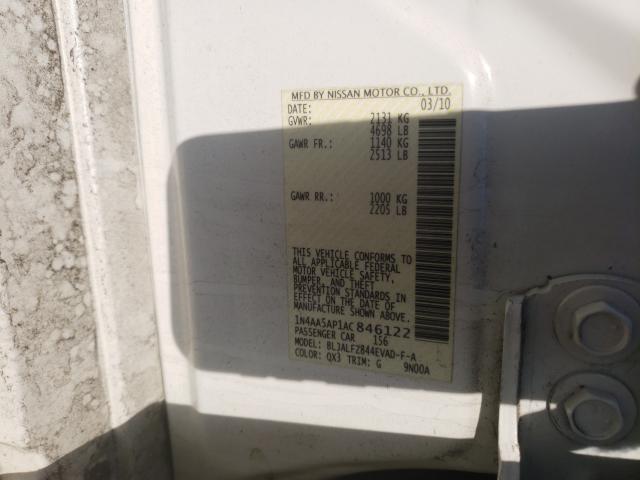 MFD BY NISSAN MOTOR CO., LTD.
DATE: 03/10
GVWR: 2131 KG
4698 LB
GAWR FR.: 1140 KG
2513 LB
GAWR RR.: 1000 KG
2205 LB
THIS VEHICLE CONFORMS TO
ALL APPLICABLE FEDERAL
MOTOR VEHICLE SAFETY,
BUMPER, AND THEFT
PREVENTION STANDARDS IN
EFFECT ON THE DATE OF
MANUFACTURE SHOWN ABOVE.
1N4AA5AP1AC846122
PASSENGER CAR 156
MODEL: BLJALFZ844EVAD-F-A
COLOR: QX3 TRIM: G 9N00A